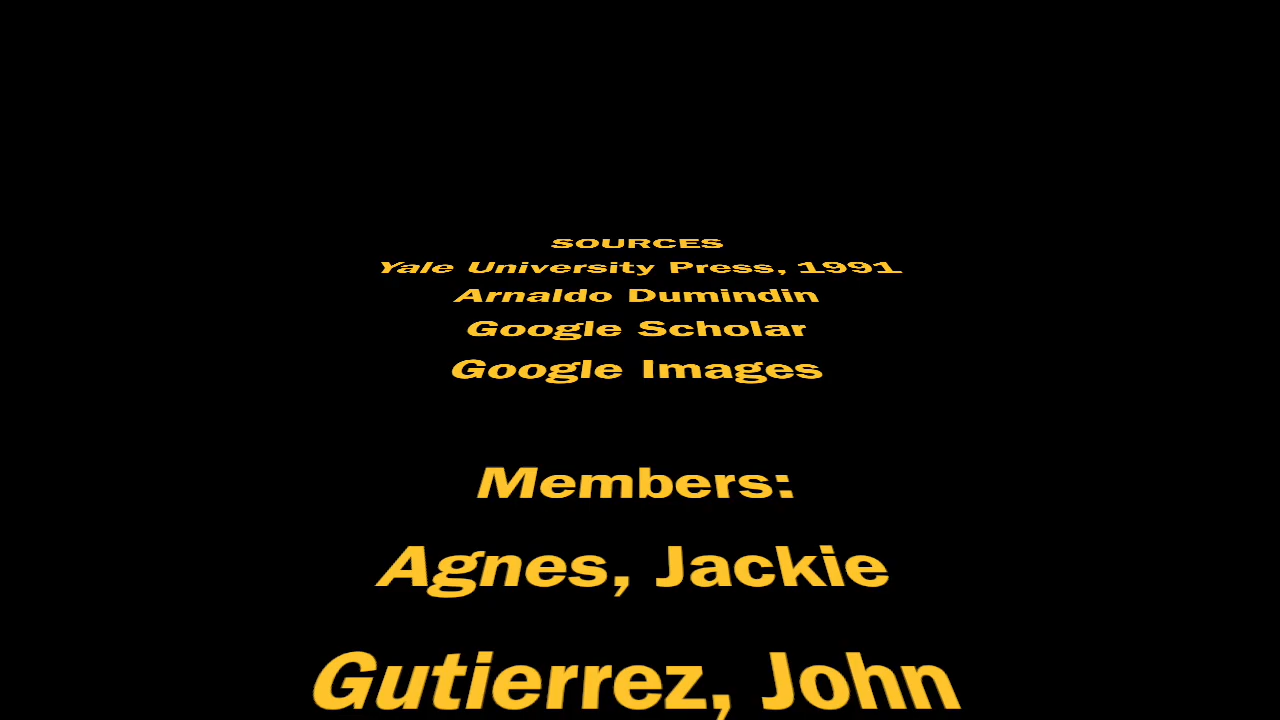 SOURCES
Yale University Press, 1991
Arnaldo Dumindin
Google Scholar
Google Images
Members:
Agnes, Jackie
Gutierrez, John